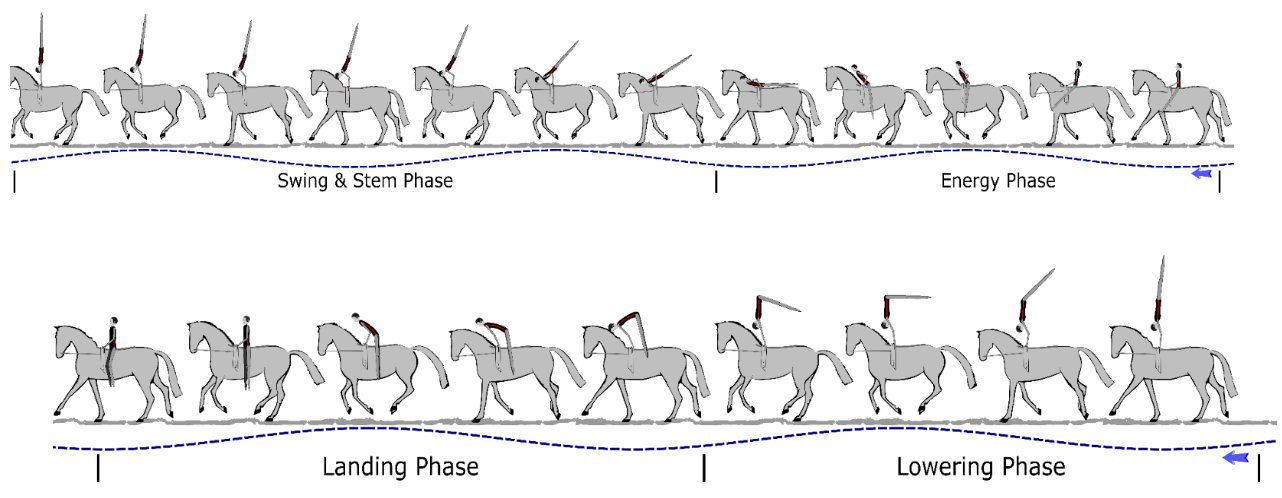 Swing & Stem Phase
Energy Phase
Landing Phase
Lowering Phase